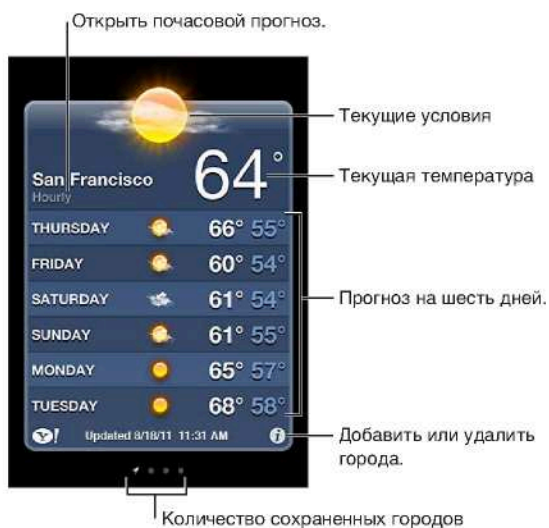 Открыть почасовой прогноз.
Текущие условия
64°
Текущая температура
San Francisco
Hourly
THURSDAY 66° 55°
FRIDAY 60° 54°
SATURDAY 61° 54°
Прогноз на шесть дней.
SUNDAY 61° 55°
MONDAY 65° 57°
TUESDAY 68° 58°
Y! Updated 8/18/11 11:31 AM i
Добавить или удалить
города.
Количество сохраненных городов